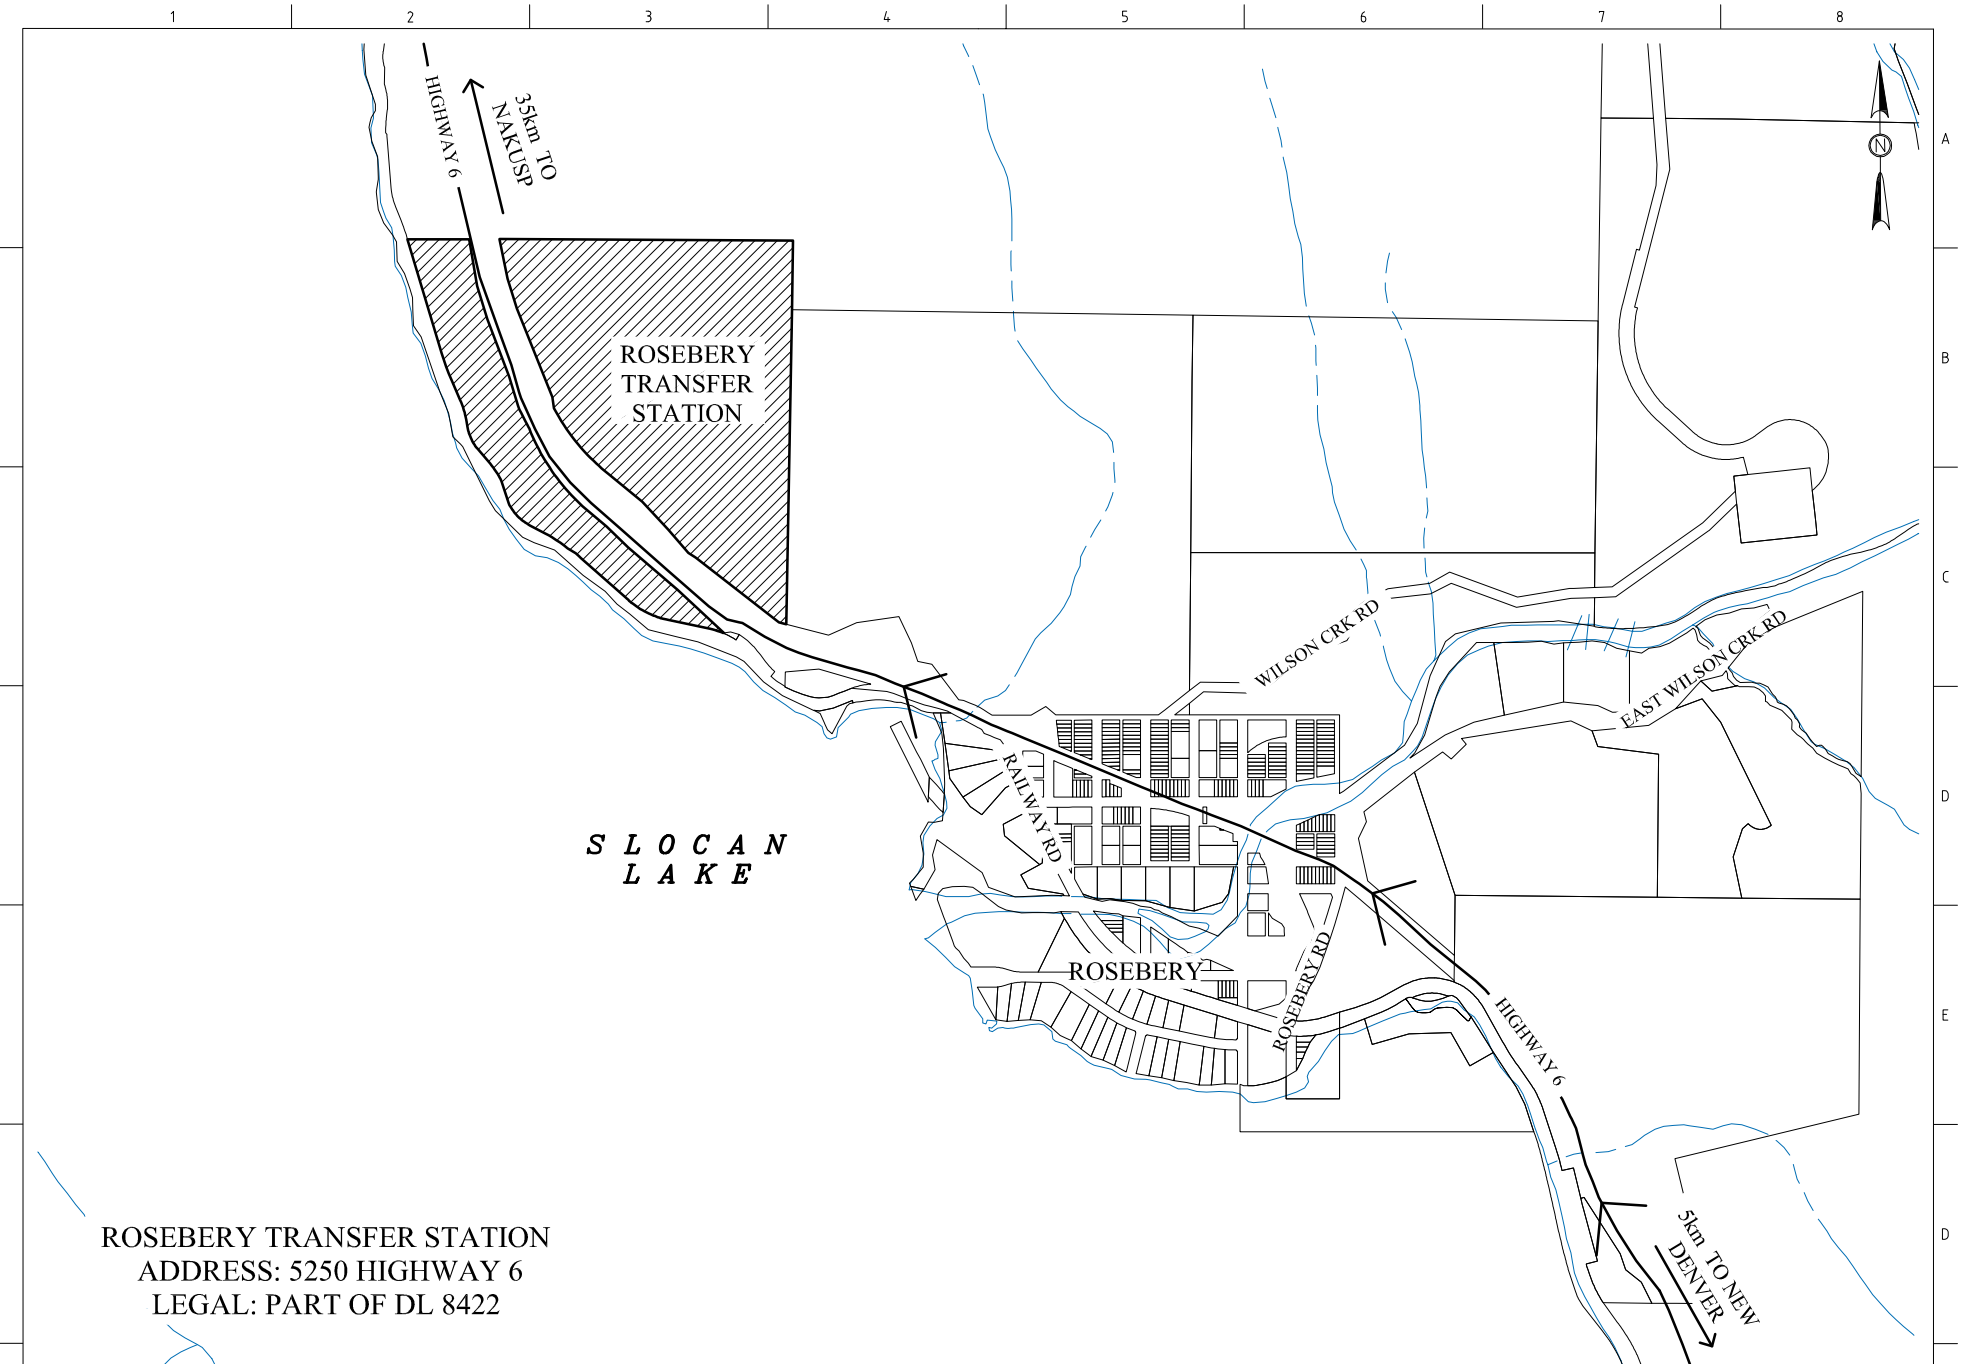 1 2 3 4 5 6 7 8
A
B
C
D
E
D
N
HIGHWAY 6
35km TO
NAKUSP
ROSEBERY
TRANSFER
STATION
WILSON CRK RD
EAST WILSON CRK RD
RAILWAY RD
SLOCAN
LAKE
ROSEBERY
ROSEBERY RD
HIGHWAY 6
5km TO NEW
DENVER
ROSEBERY TRANSFER STATION
ADDRESS: 5250 HIGHWAY 6
LEGAL: PART OF DL 8422